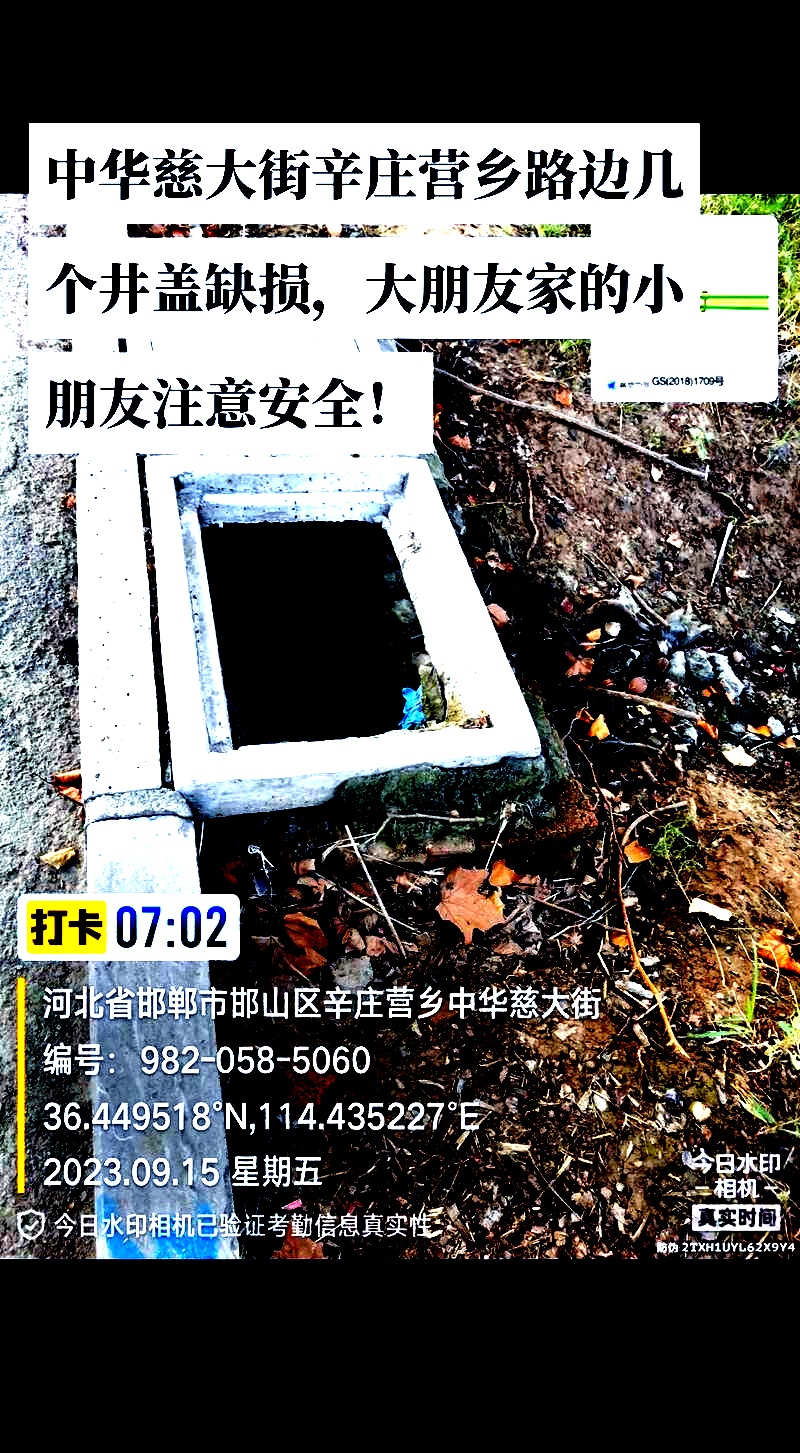 中华慈大街辛庄营乡路边几
个井盖缺损，大朋友家的小
朋友注意安全！
GS(2018)1709号
打卡 07:02
河北省邯郸市邯山区辛庄营乡中华慈大街
编号：982-058-5060
36.449518°N,114.435227°E
2023.09.15 星期五
今日水印相机已验证考勤信息真实性
今日水印
相机
真实时间
防伪 2TXH1UYL62X9Y4